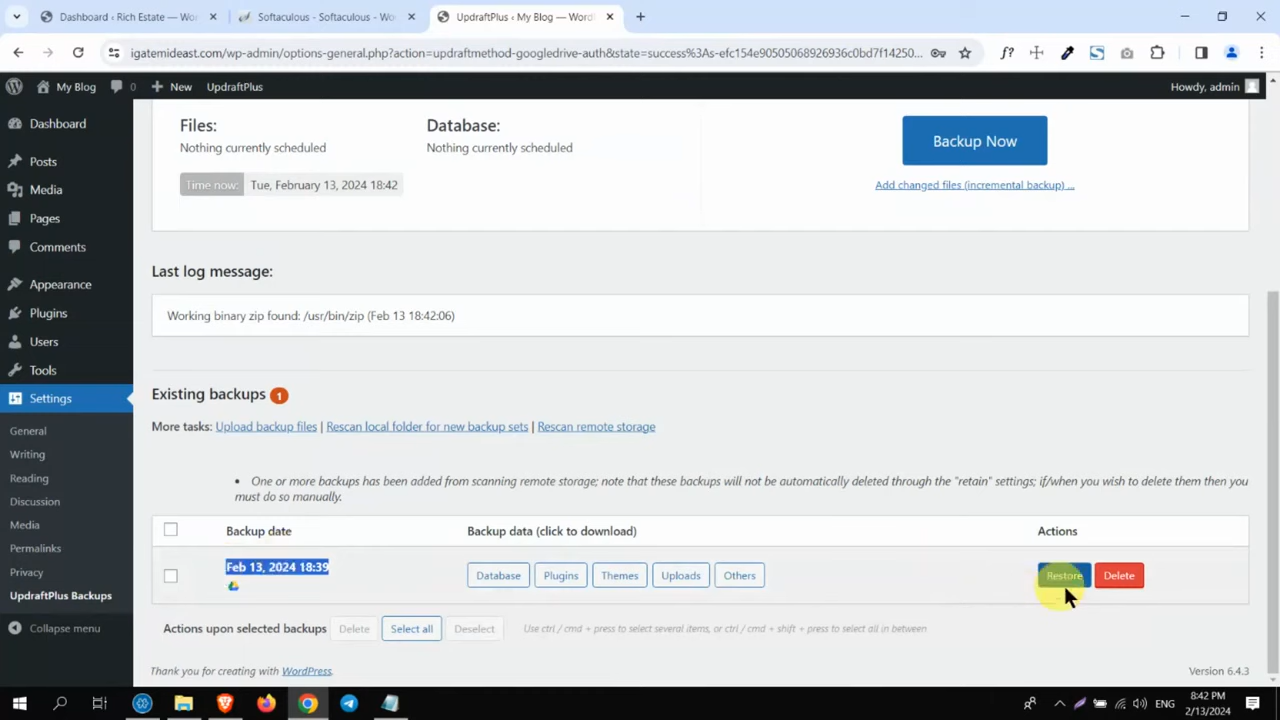 Dashboard ‹ Rich Estate — Wor
Softaculous - Softaculous - Wo
UpdraftPlus ‹ My Blog — Word
igatemideast.com/wp-admin/options-general.php?action=updraftmethod-googledrive-auth&state=success%3As-efc154e90505068926936c0bd7f14250...
My Blog
0
New
UpdraftPlus
Howdy, admin
Dashboard
Posts
Media
Pages
Comments
Appearance
Plugins
Users
Tools
Settings
General
Writing
Reading
Discussion
Media
Permalinks
Privacy
UpdraftPlus Backups
Collapse menu
Files:
Nothing currently scheduled
Database:
Nothing currently scheduled
Time now: Tue, February 13, 2024 18:42
Backup Now
Add changed files (incremental backup) ...
Last log message:
Working binary zip found: /usr/bin/zip (Feb 13 18:42:06)
Existing backups 1
More tasks: Upload backup files | Rescan local folder for new backup sets | Rescan remote storage
• One or more backups has been added from scanning remote storage; note that these backups will not be automatically deleted through the "retain" settings; if/when you wish to delete them then you
must do so manually.
Backup date
Backup data (click to download)
Actions
Feb 13, 2024 18:39
Database
Plugins
Themes
Uploads
Others
Restore
Delete
Actions upon selected backups
Delete
Select all
Deselect
Use ctrl / cmd + press to select several items, or ctrl / cmd + shift + press to select all in between
Thank you for creating with WordPress.
Version 6.4.3
ENG
8:42 PM
2/13/2024